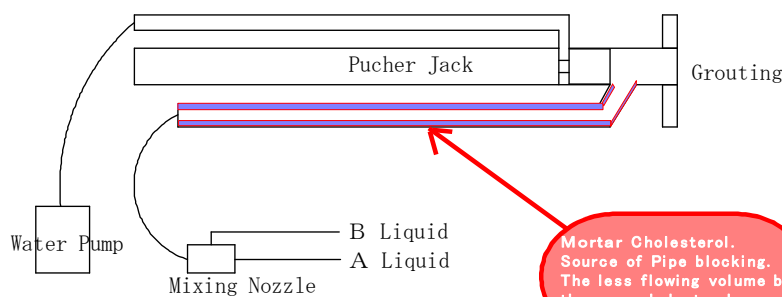 Pucher Jack
Grouting
Water Pump
B Liquid
A Liquid
Mixing Nozzle
Mortar Cholesterol.
Source of Pipe blocking.
The less flowing volume